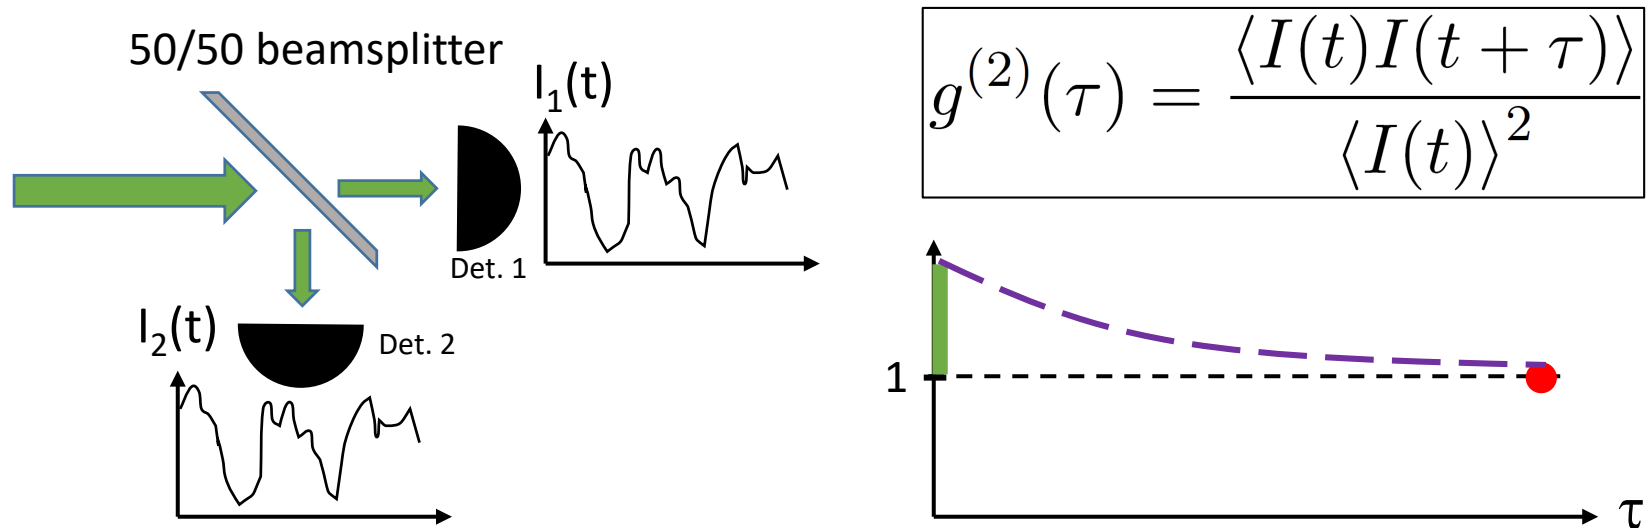 50/50 beamsplitter
I₁(t)
Det. 1
I₂(t)
Det. 2
g⁽²⁾(τ) = ⟨I(t)I(t + τ)⟩ / ⟨I(t)⟩²
1
τ